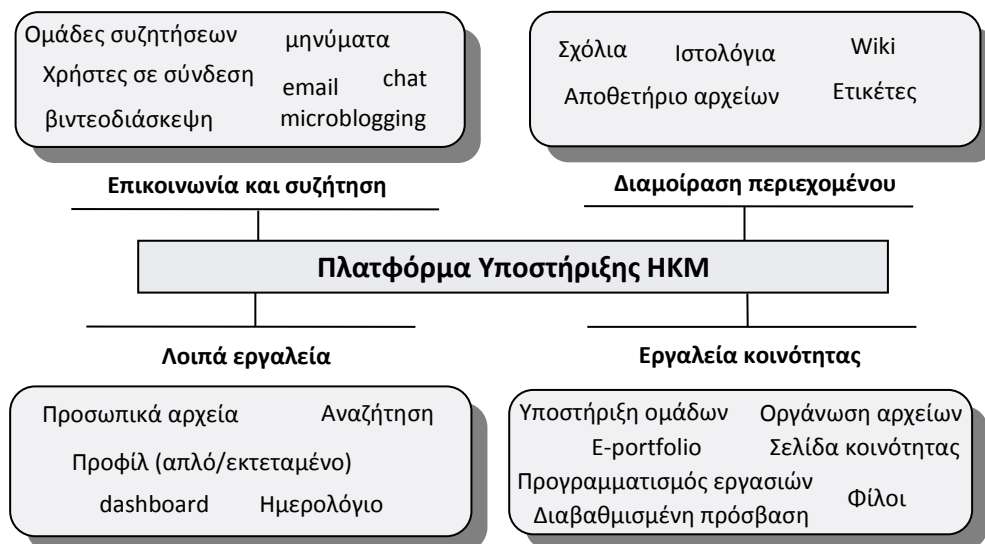 Ομάδες συζητήσεων μηνύματα
Χρήστες σε σύνδεση email chat
βιντεοδιάσκεψη microblogging
Επικοινωνία και συζήτηση
Σχόλια Ιστολόγια Wiki
Αποθετήριο αρχείων Ετικέτες
Διαμοίραση περιεχομένου
Πλατφόρμα Υποστήριξης ΗΚΜ
Λοιπά εργαλεία
Προσωπικά αρχεία Αναζήτηση
Προφίλ (απλό/εκτεταμένο)
dashboard Ημερολόγιο
Εργαλεία κοινότητας
Υποστήριξη ομάδων Οργάνωση αρχείων
E-portfolio Σελίδα κοινότητας
Προγραμματισμός εργασιών
Διαβαθμισμένη πρόσβαση Φίλοι